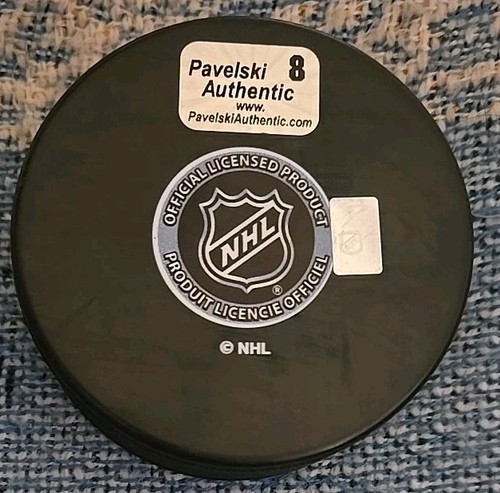 Pavelski 8
Authentic
www.
PavelskiAuthentic.com
OFFICIAL LICENSED PRODUCT
NHL
®
PRODUIT LICENCIE OFFICIEL
© NHL